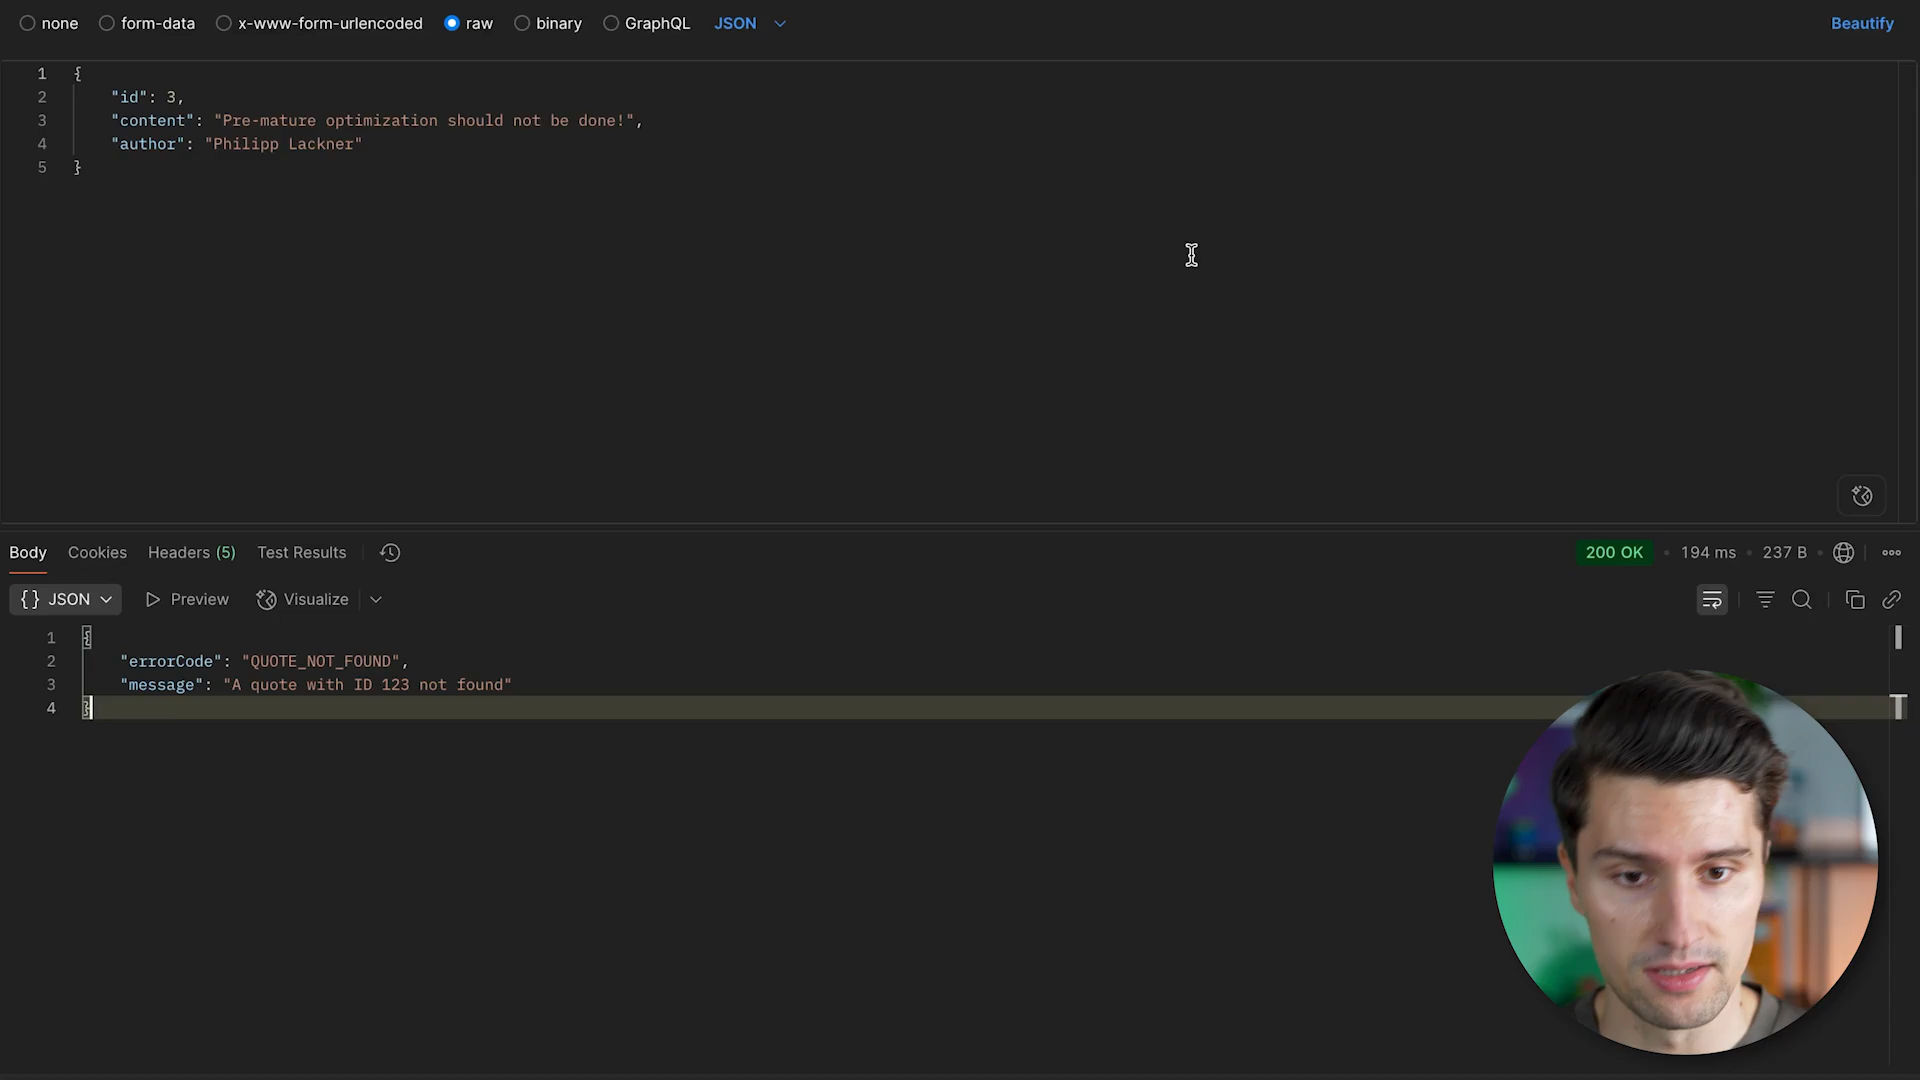 none form-data x-www-form-urlencoded raw binary GraphQL JSON Beautify
1 {
2 "id": 3,
3 "content": "Pre-mature optimization should not be done!",
4 "author": "Philipp Lackner"
5 }
Body Cookies Headers (5) Test Results 200 OK • 194 ms • 237 B
{} JSON Preview Visualize
1 {
2 "errorCode": "QUOTE_NOT_FOUND",
3 "message": "A quote with ID 123 not found"
4 }